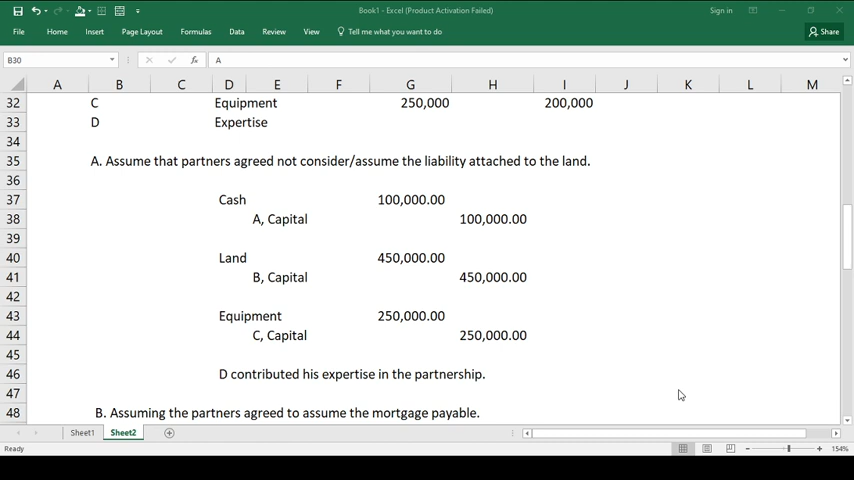 Book1 - Excel (Product Activation Failed)
Sign in
File Home Insert Page Layout Formulas Data Review View Tell me what you want to do Share
B30 fx A
A B C D E F G H I J K L M
32 C Equipment 250,000 200,000
33 D Expertise
34
35 A. Assume that partners agreed not consider/assume the liability attached to the land.
36
37 Cash 100,000.00
38 A, Capital 100,000.00
39
40 Land 450,000.00
41 B, Capital 450,000.00
42
43 Equipment 250,000.00
44 C, Capital 250,000.00
45
46 D contributed his expertise in the partnership.
47
48 B. Assuming the partners agreed to assume the mortgage payable.
Sheet1 Sheet2
Ready 154%